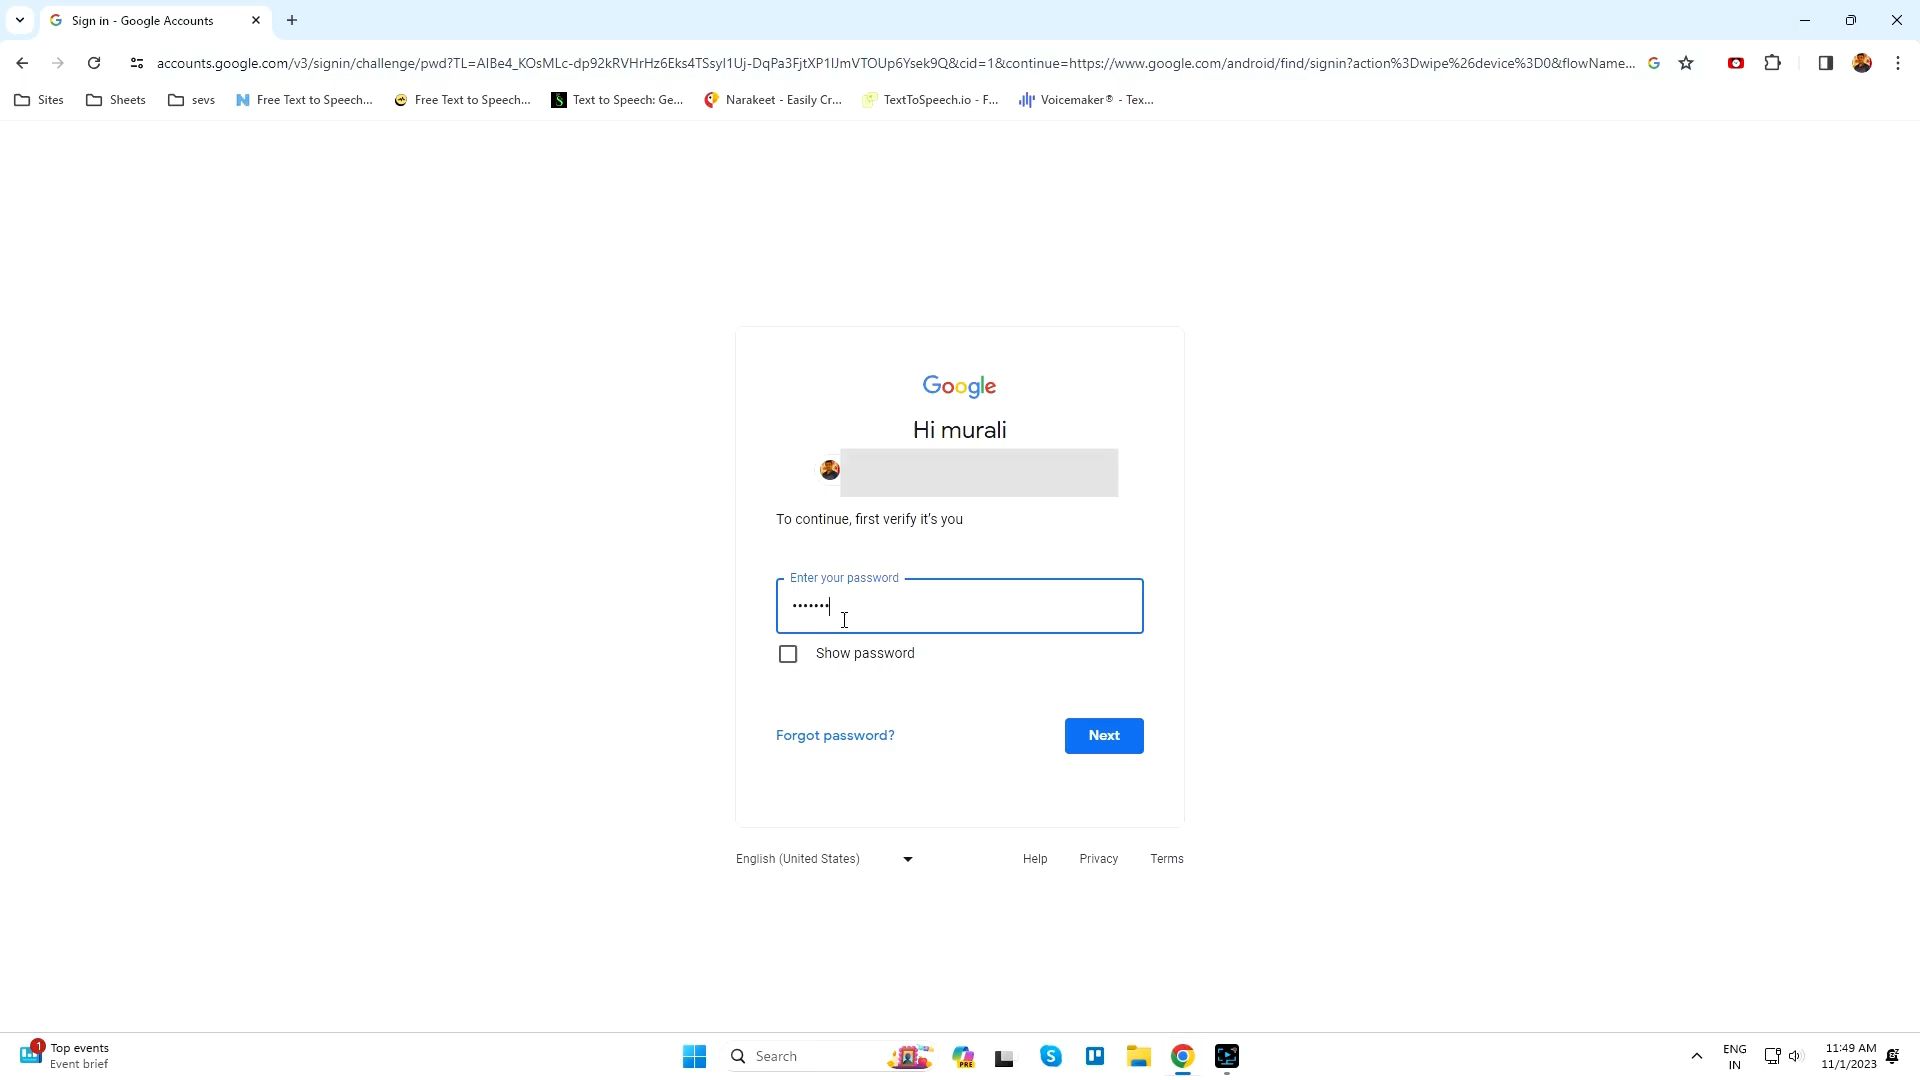 Sign in - Google Accounts
accounts.google.com/v3/signin/challenge/pwd?TL=AIBe4_KOsMLc-dp92kRVHrHz6Eks4TSsyI1Uj-DqPa3FjtXP1IJmVTOUp6Ysek9Q&cid=1&continue=https://www.google.com/android/find/signin?action%3Dwipe%26device%3D0&flowName...
Sites
Sheets
sevs
Free Text to Speech...
Free Text to Speech...
Text to Speech: Ge...
Narakeet - Easily Cr...
TextToSpeech.io - F...
Voicemaker® - Tex...
Google
Hi murali
To continue, first verify it's you
Enter your password
•••••••
Show password
Forgot password?
Next
English (United States)
Help
Privacy
Terms
1
Top events
Event brief
Search
PRE
ENG
IN
11:49 AM
11/1/2023